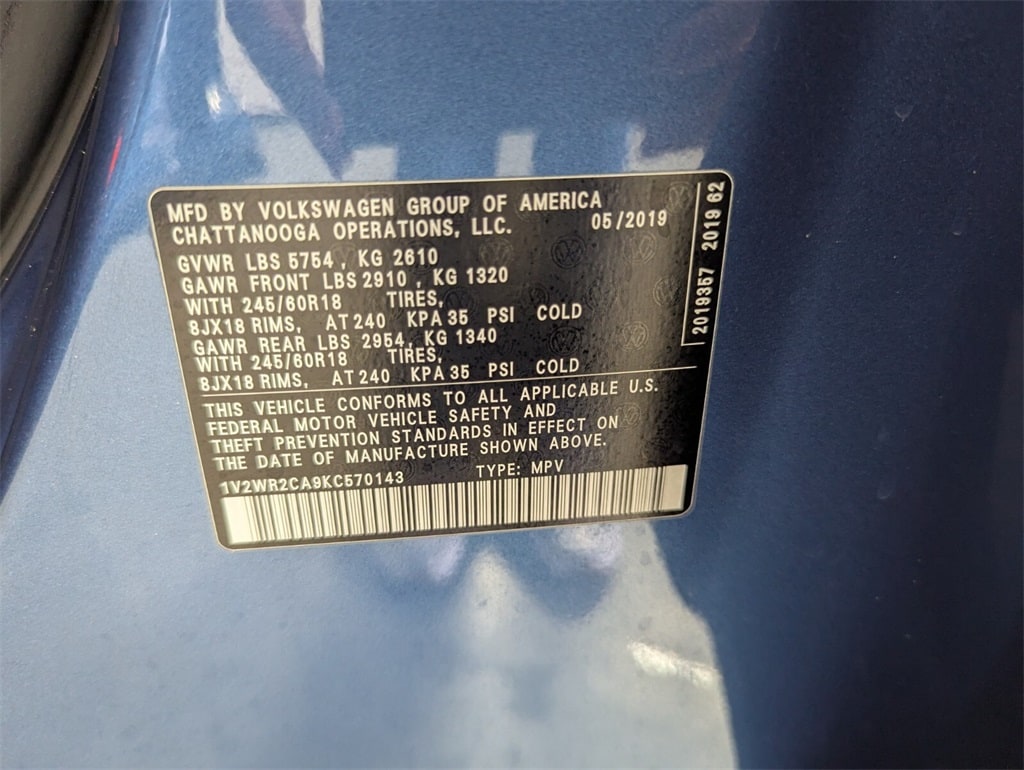 MFD BY VOLKSWAGEN GROUP OF AMERICA
CHATTANOOGA OPERATIONS, LLC. 05/2019
GVWR LBS 5754, KG 2610
GAWR FRONT LBS 2910, KG 1320
WITH 245/60R18 TIRES,
8JX18 RIMS, AT 240 KPA 35 PSI COLD
GAWR REAR LBS 2954, KG 1340
WITH 245/60R18 TIRES,
8JX18 RIMS, AT 240 KPA 35 PSI COLD
THIS VEHICLE CONFORMS TO ALL APPLICABLE U.S.
FEDERAL MOTOR VEHICLE SAFETY AND
THEFT PREVENTION STANDARDS IN EFFECT ON
THE DATE OF MANUFACTURE SHOWN ABOVE.
1V2WR2CA9KC570143 TYPE: MPV
2019357 2019 62